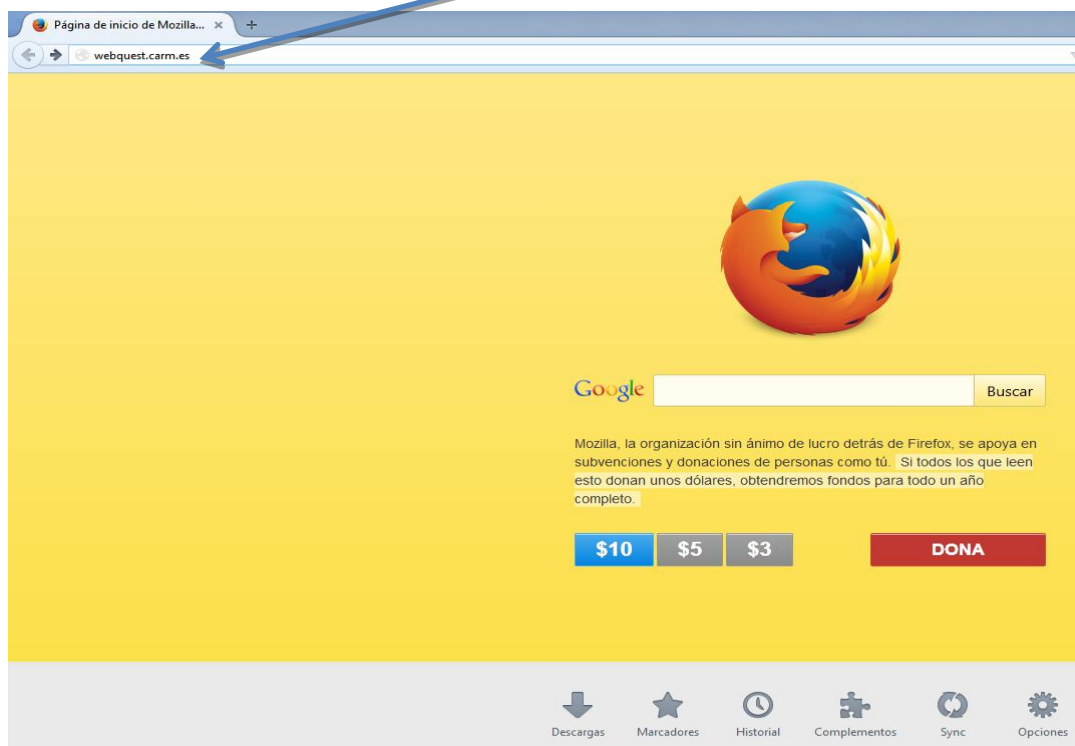 Página de inicio de Mozilla...
webquest.carm.es
Google
Buscar
Mozilla, la organización sin ánimo de lucro detrás de Firefox, se apoya en
subvenciones y donaciones de personas como tú. Si todos los que leen
esto donan unos dólares, obtendremos fondos para todo un año
completo.
$10 $5 $3 DONA
Descargas Marcadores Historial Complementos Sync Opciones